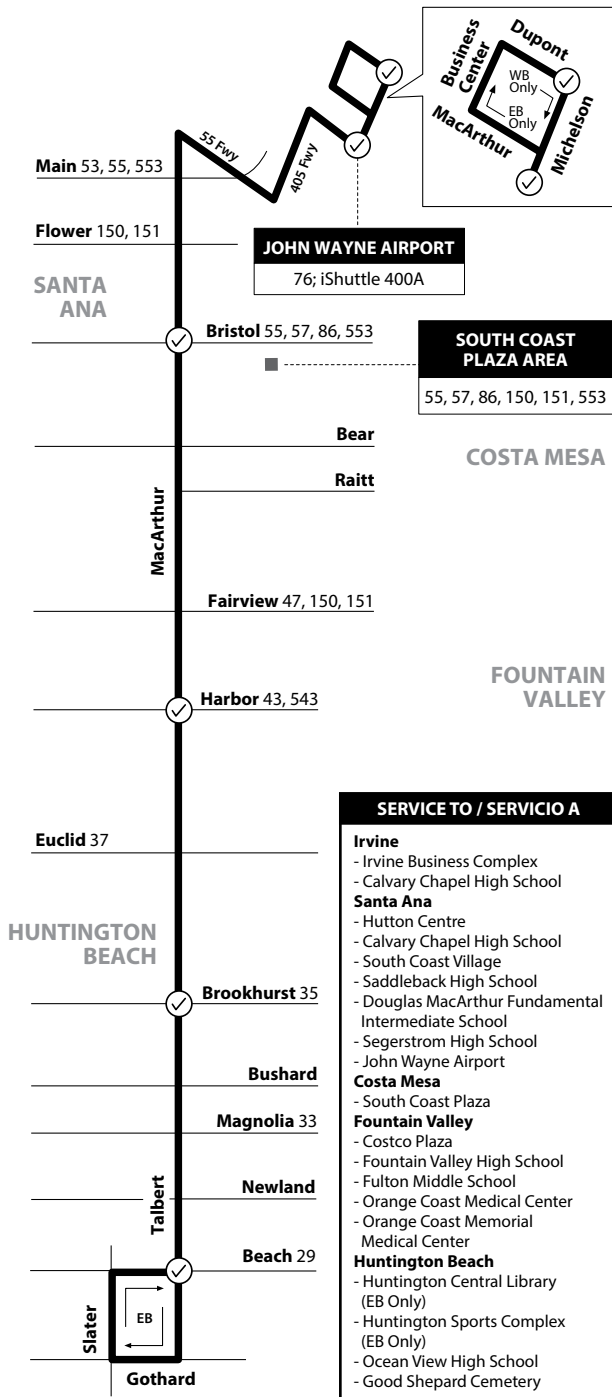 Business
Center
Dupont
WB
Only
EB
Only
MacArthur
Michelson
55 Fwy
405 Fwy
Main 53, 55, 553
Flower 150, 151
JOHN WAYNE AIRPORT
76; iShuttle 400A
SANTA
ANA
Bristol 55, 57, 86, 553
SOUTH COAST
PLAZA AREA
55, 57, 86, 150, 151, 553
Bear
COSTA MESA
Raitt
MacArthur
Fairview 47, 150, 151
FOUNTAIN
VALLEY
Harbor 43, 543
Euclid 37
HUNTINGTON
BEACH
Brookhurst 35
Bushard
Magnolia 33
Talbert
Newland
Beach 29
Slater
EB
Gothard
SERVICE TO / SERVICIO A
Irvine
- Irvine Business Complex
- Calvary Chapel High School
Santa Ana
- Hutton Centre
- Calvary Chapel High School
- South Coast Village
- Saddleback High School
- Douglas MacArthur Fundamental
Intermediate School
- Segerstrom High School
- John Wayne Airport
Costa Mesa
- South Coast Plaza
Fountain Valley
- Costco Plaza
- Fountain Valley High School
- Fulton Middle School
- Orange Coast Medical Center
- Orange Coast Memorial
Medical Center
Huntington Beach
- Huntington Central Library
(EB Only)
- Huntington Sports Complex
(EB Only)
- Ocean View High School
- Good Shepard Cemetery